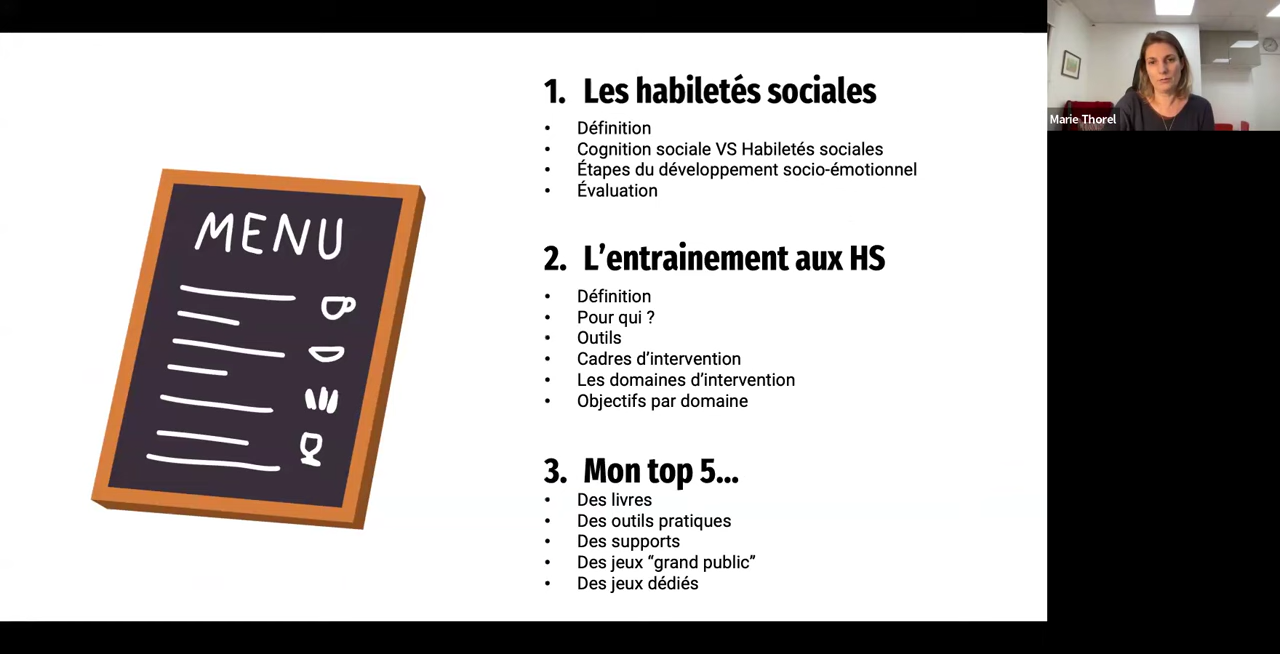 MENU
1. Les habiletés sociales
• Définition
• Cognition sociale VS Habiletés sociales
• Étapes du développement socio-émotionnel
• Évaluation
2. L’entrainement aux HS
• Définition
• Pour qui ?
• Outils
• Cadres d’intervention
• Les domaines d’intervention
• Objectifs par domaine
3. Mon top 5...
• Des livres
• Des outils pratiques
• Des supports
• Des jeux “grand public”
• Des jeux dédiés
Marie Thorel